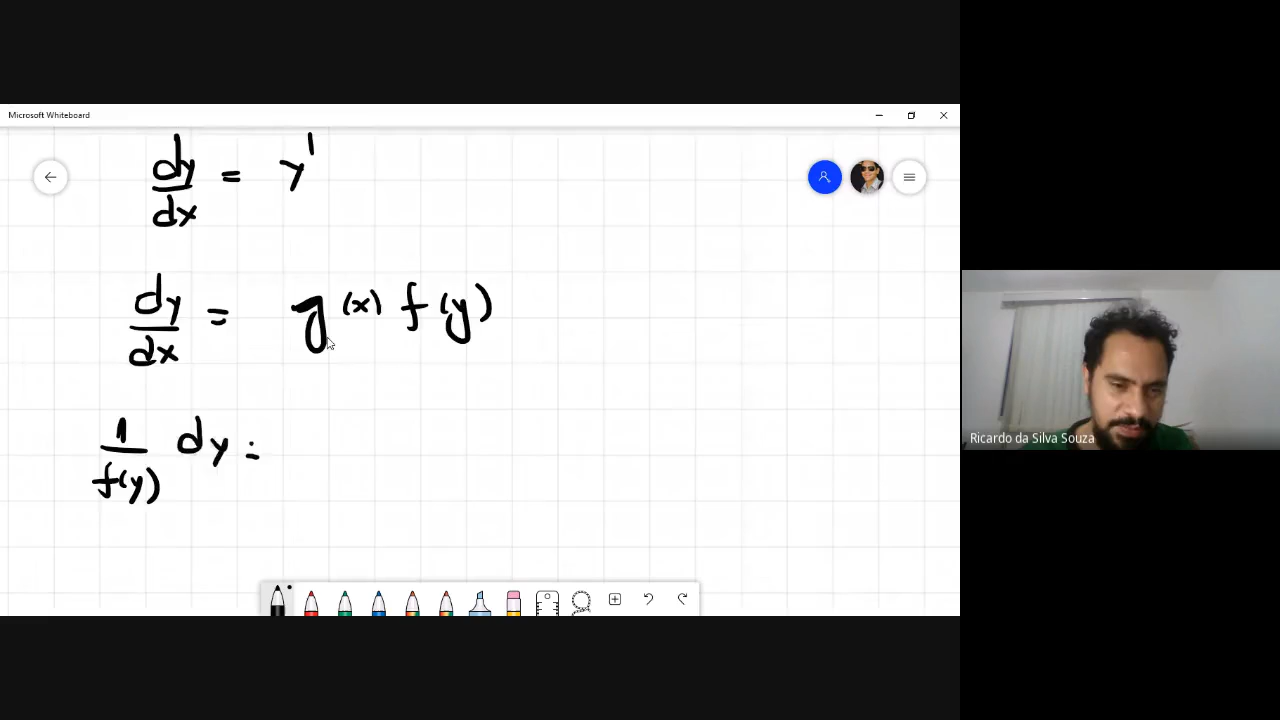 Microsoft Whiteboard
dy/dx = y'
dy/dx = g(x) f(y)
1/f(y) dy =
Ricardo da Silva Souza